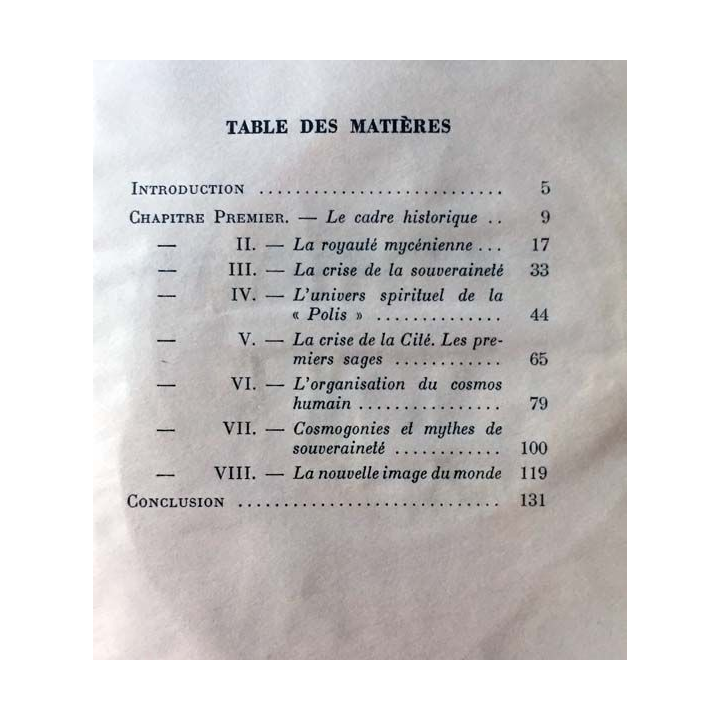 TABLE DES MATIÈRES
INTRODUCTION ........................... 5
CHAPITRE PREMIER. — Le cadre historique .. 9
— II. — La royauté mycénienne ... 17
— III. — La crise de la souveraineté 33
— IV. — L'univers spirituel de la
« Polis » .............. 44
— V. — La crise de la Cité. Les pre-
miers sages ............ 65
— VI. — L'organisation du cosmos
humain ................ 79
— VII. — Cosmogonies et mythes de
souveraineté ............ 100
— VIII. — La nouvelle image du monde 119
CONCLUSION ............................. 131